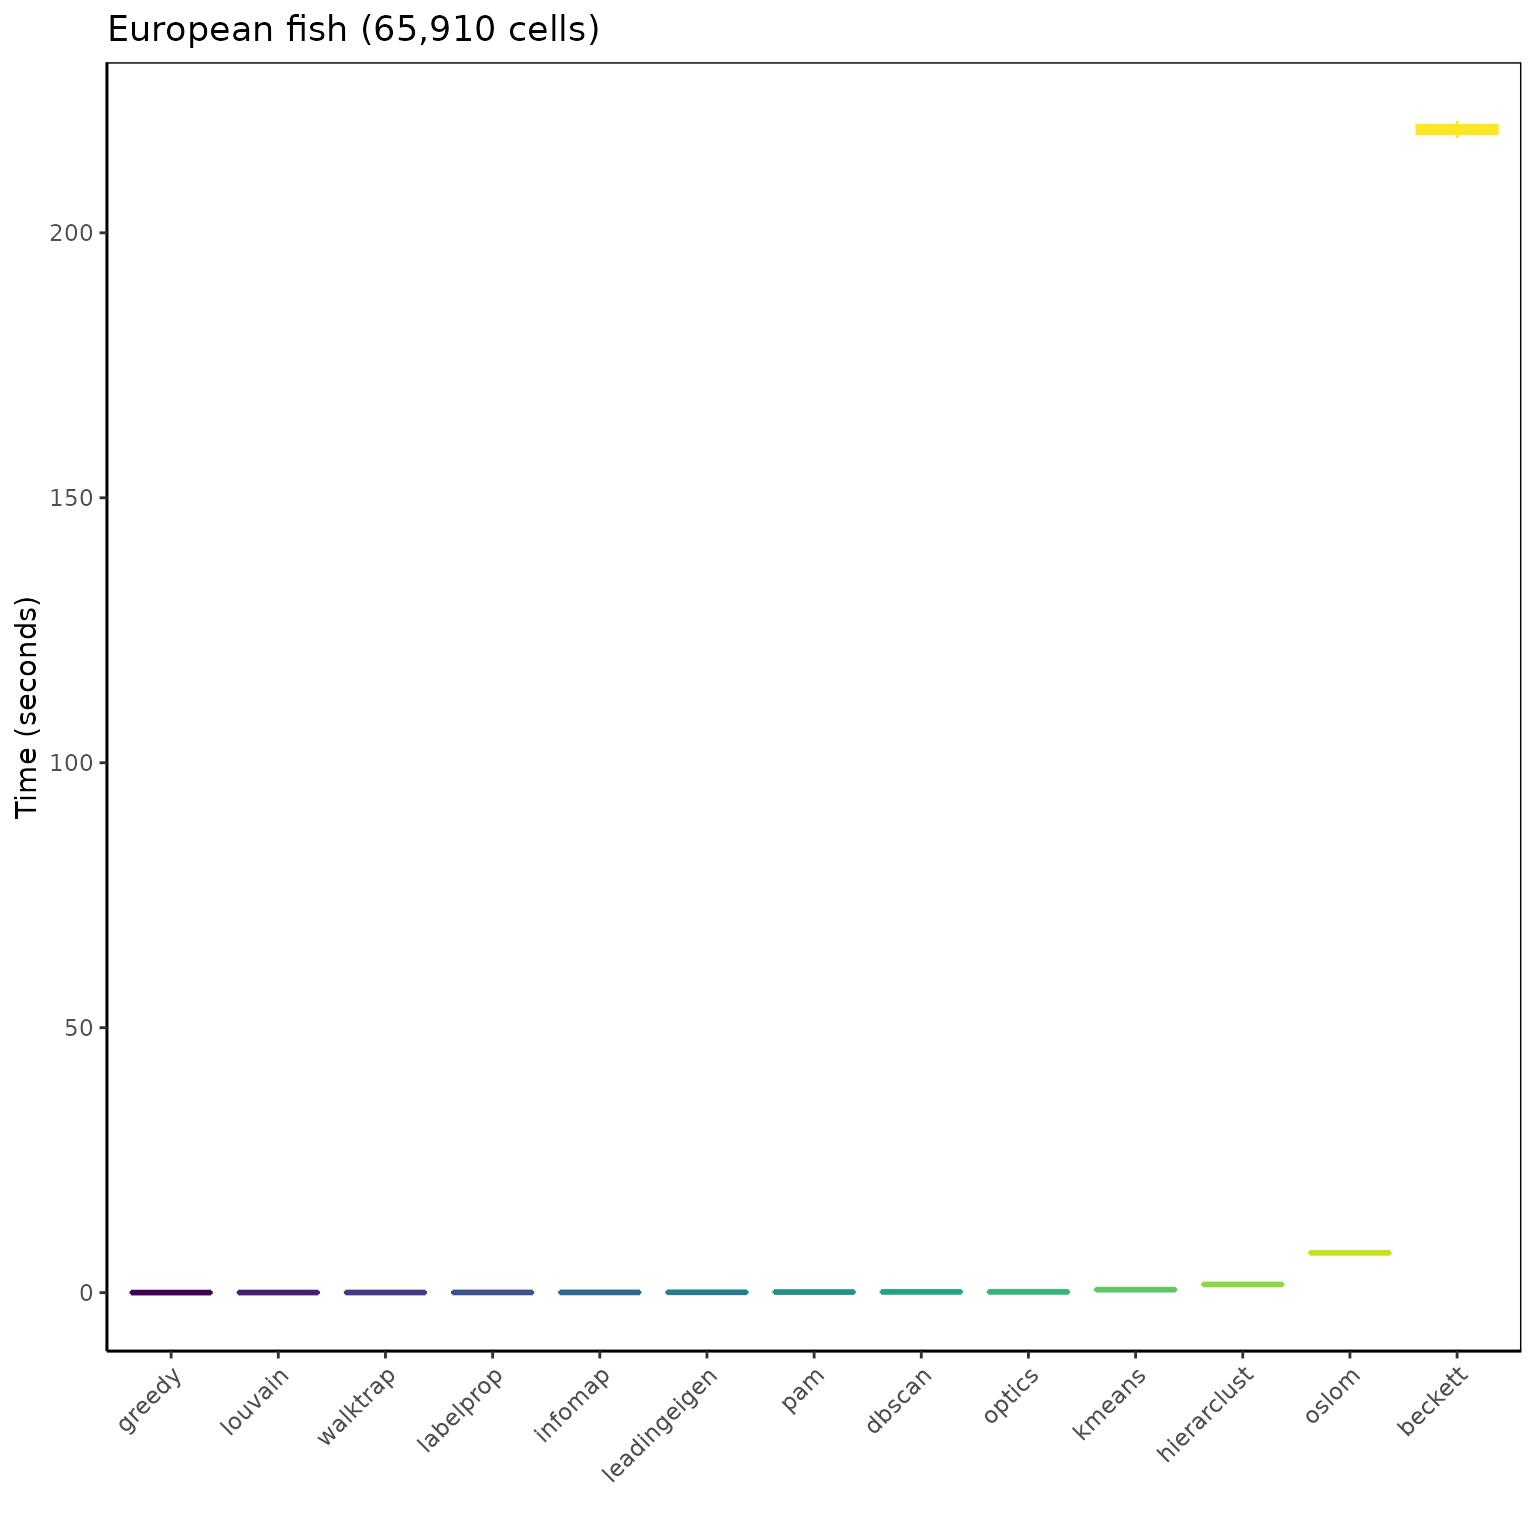 European fish (65,910 cells)
Time (seconds)
200
150
100
50
0
greedy
louvain
walktrap
labelprop
infomap
leadingeigen
pam
dbscan
optics
kmeans
hierarclust
oslom
beckett